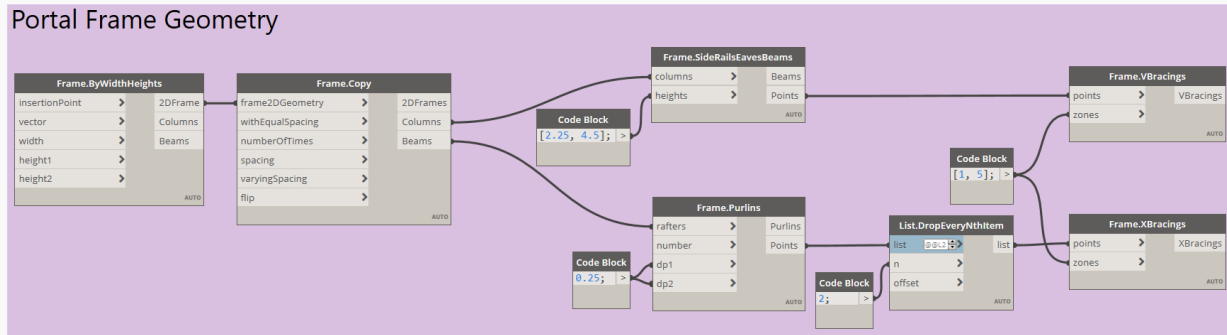 Portal Frame Geometry
Frame.ByWidthHeights
insertionPoint > 2DFrame
vector > Columns
width > Beams
height1 >
height2 >
AUTO
Frame.Copy
frame2DGeometry > 2DFrames
withEqualSpacing > Columns
numberOfTimes > Beams
spacing >
varyingSpacing >
flip >
AUTO
Frame.SideRailsEavesBeams
columns > Beams
heights > Points
AUTO
Code Block
[2.25, 4.5]; >
Frame.Purlins
rafters > Purlins
number > Points
dp1 >
dp2 >
AUTO
Code Block
0.25; >
List.DropEveryNthItem
list @@L2 > list
n >
offset >
AUTO
Code Block
2; >
Frame.VBracings
points > VBracings
zones >
AUTO
Code Block
[1, 5]; >
Frame.XBracings
points > XBracings
zones >
AUTO